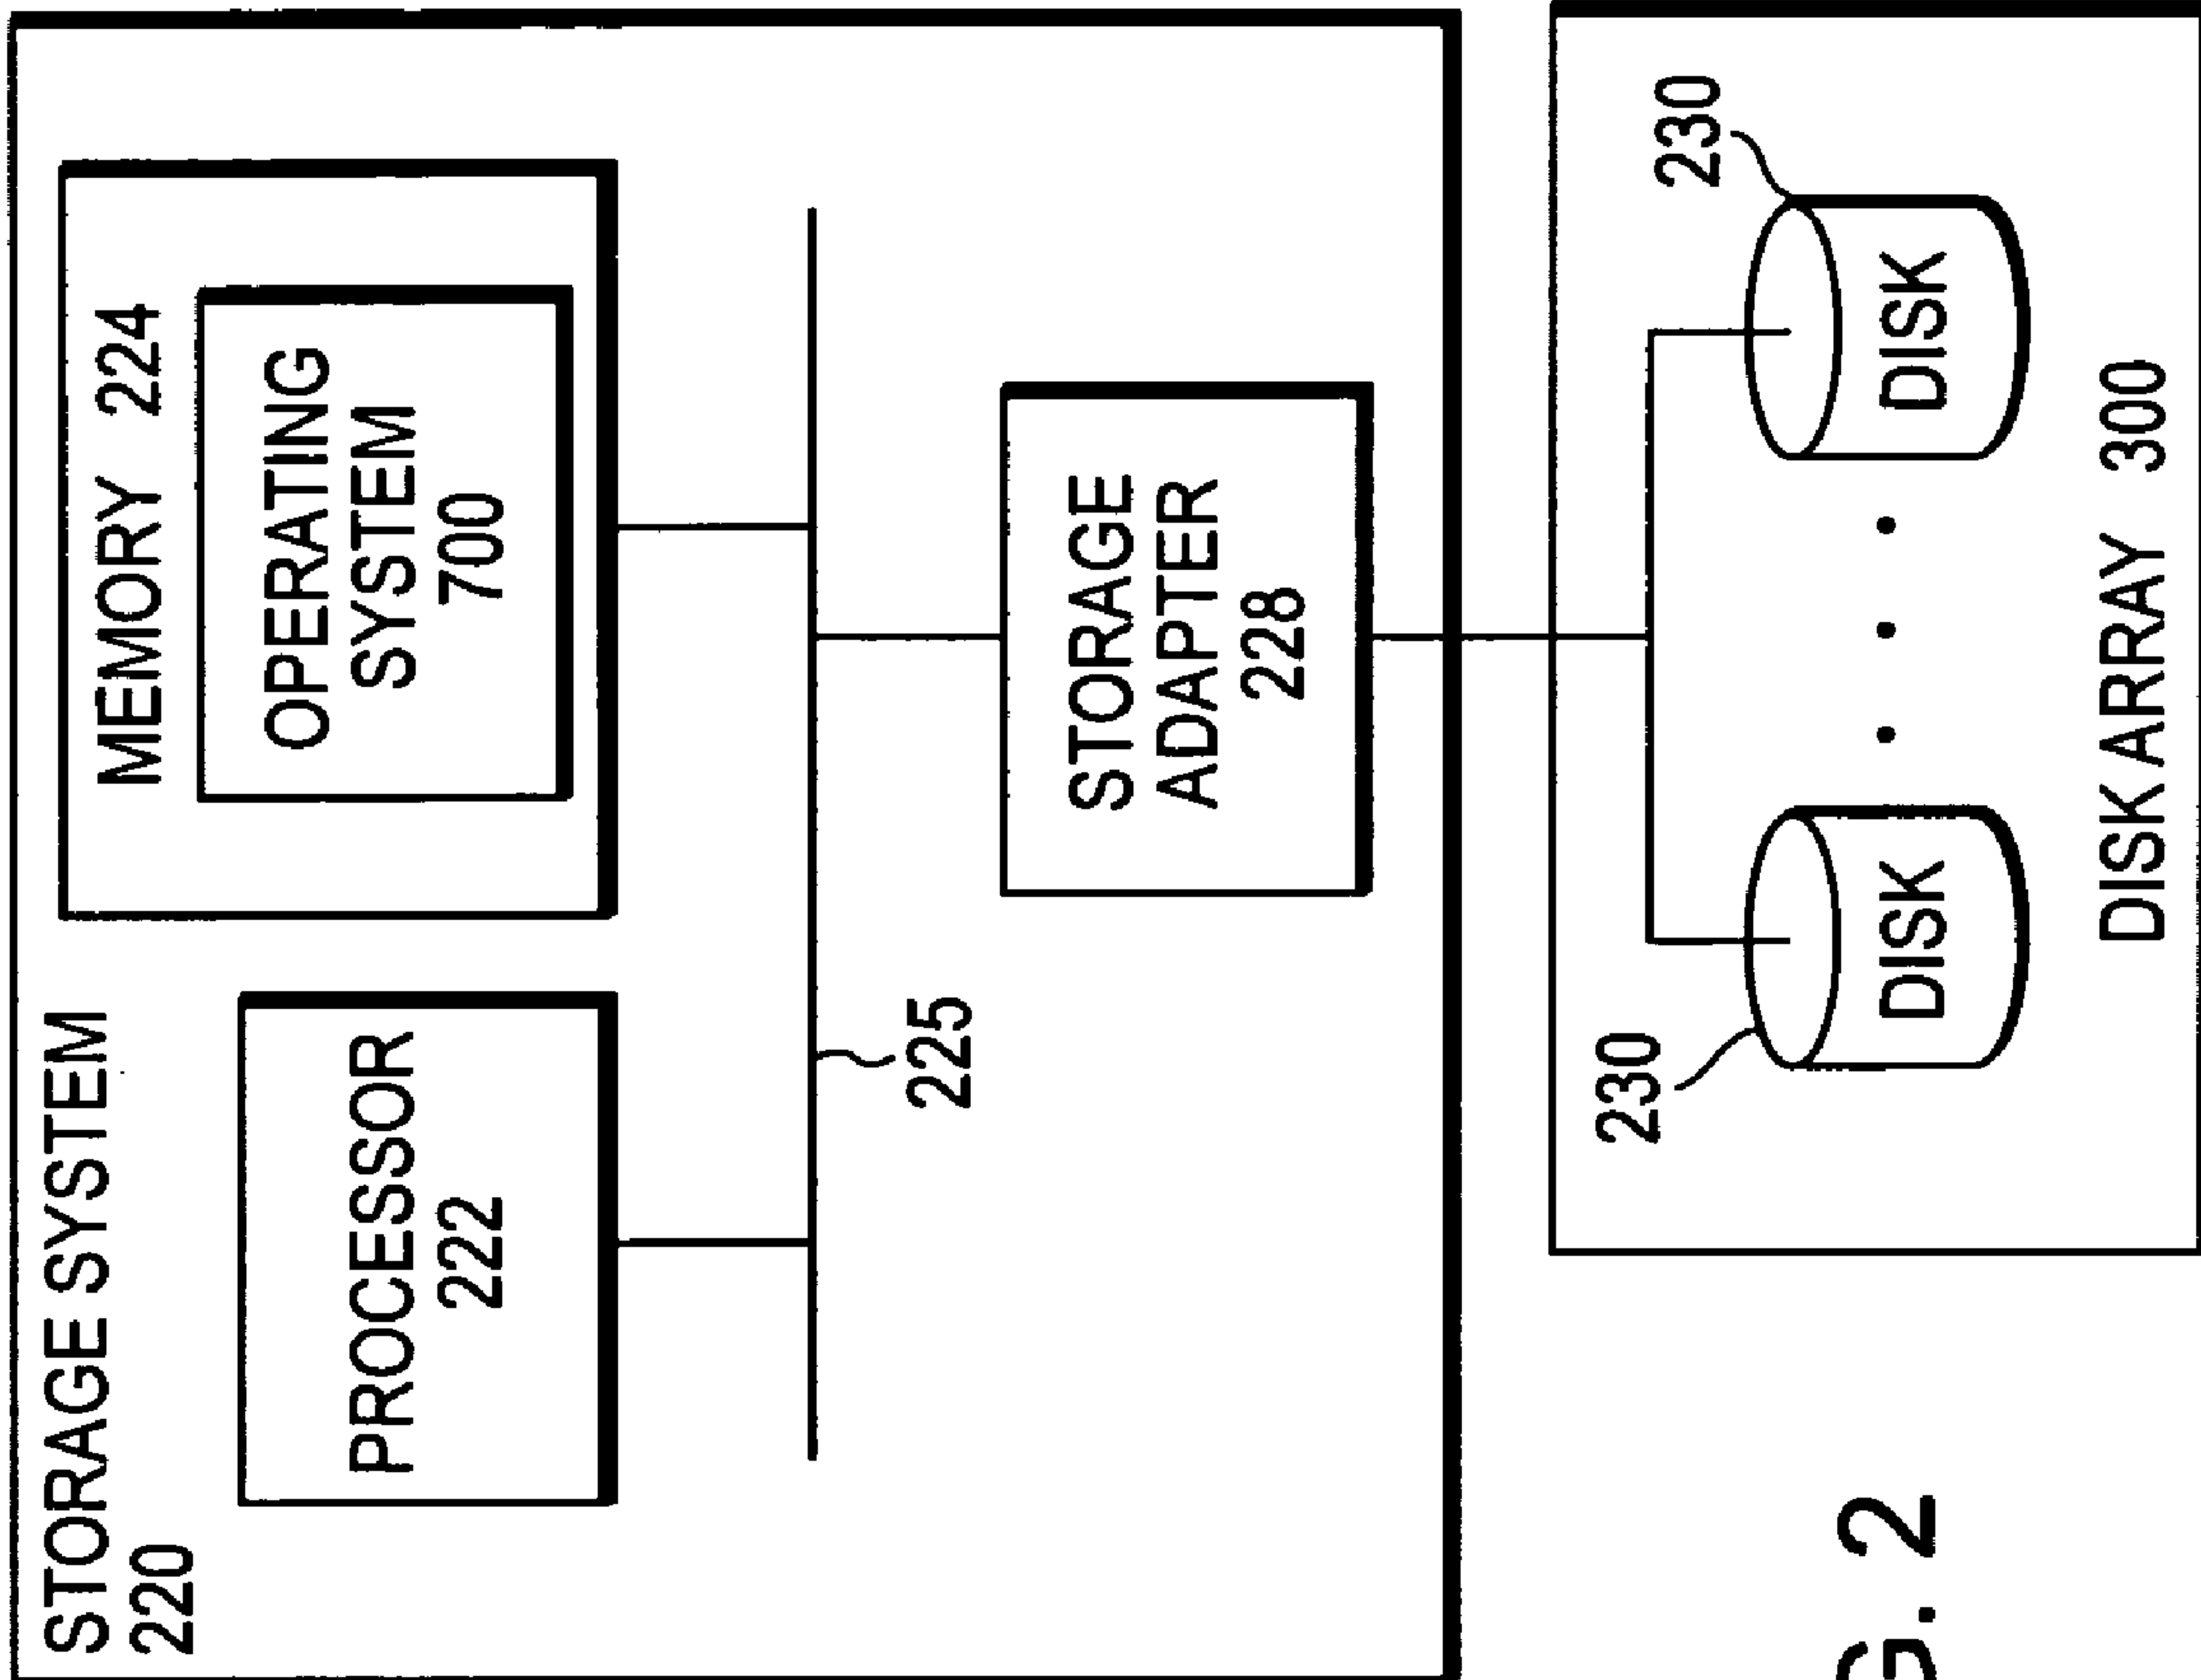 STORAGE SYSTEM
220
MEMORY 224
OPERATING
SYSTEM
700
PROCESSOR
222
225
STORAGE
ADAPTER
228
230
230
DISK
DISK
DISK ARRAY 300
G. 2